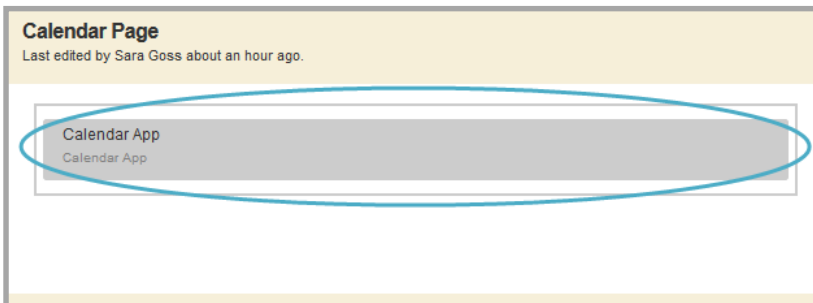 Calendar Page
Last edited by Sara Goss about an hour ago.
Calendar App
Calendar App